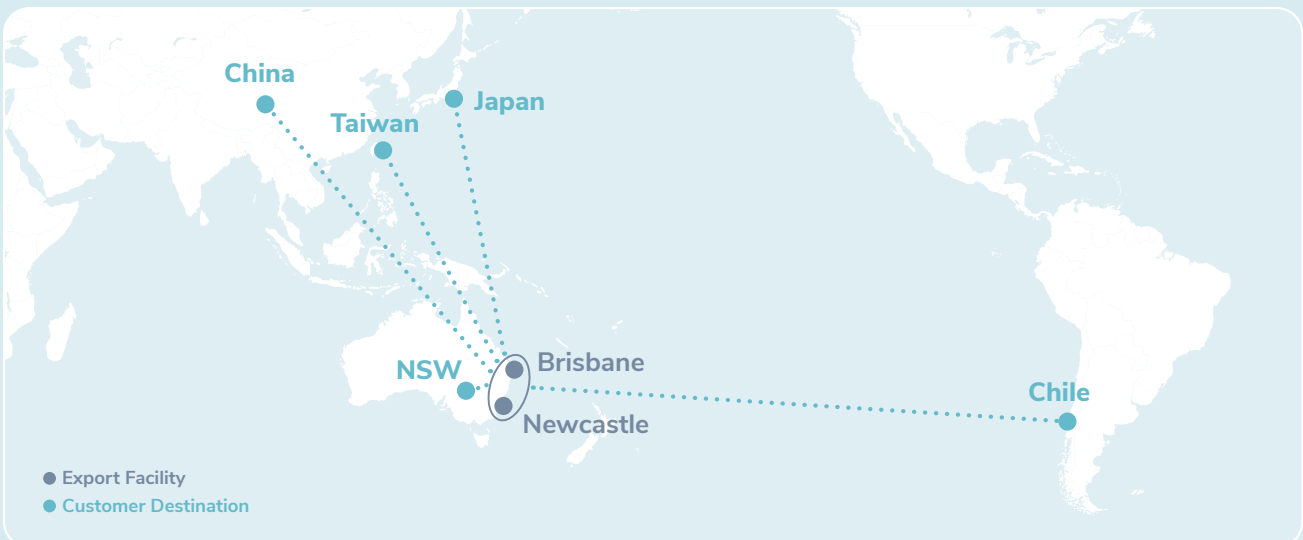 China
Japan
Taiwan
Brisbane
NSW
Chile
Newcastle
Export Facility
Customer Destination